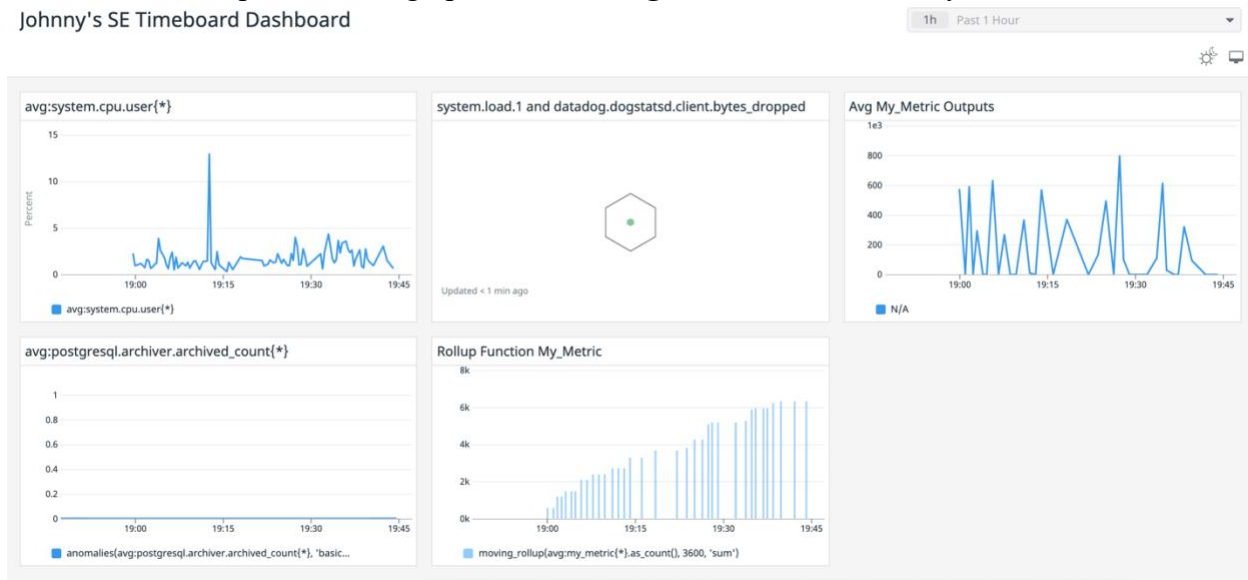 Johnny's SE Timeboard Dashboard
1h Past 1 Hour
avg:system.cpu.user{*}
15
10
5
0
Percent
19:00 19:15 19:30 19:45
avg:system.cpu.user{*}
system.load.1 and datadog.dogstatsd.client.bytes_dropped
Updated < 1 min ago
Avg My_Metric Outputs
1e3
800
600
400
200
0
19:00 19:15 19:30 19:45
N/A
avg:postgresql.archiver.archived_count{*}
1
0.8
0.6
0.4
0.2
0
19:00 19:15 19:30 19:45
anomalies(avg:postgresql.archiver.archived_count{*}, 'basic...
Rollup Function My_Metric
8k
6k
4k
2k
0k
19:00 19:15 19:30 19:45
moving_rollup(avg:my_metric{*}.as_count(), 3600, 'sum')